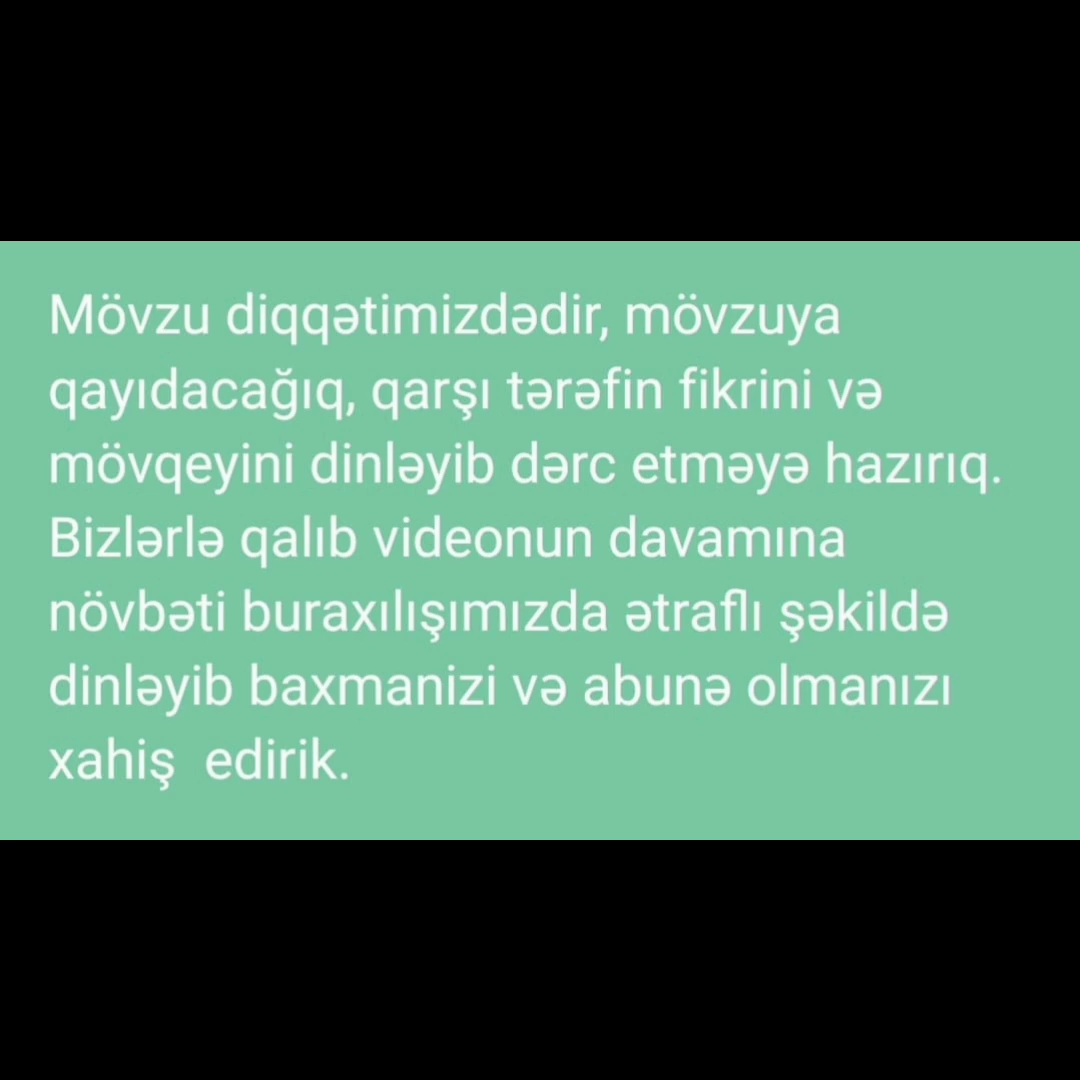 Mövzu diqqətimizdədir, mövzuya
qayıdacağıq, qarşı tərəfin fikrini və
mövqeyini dinləyib dərc etməyə hazırıq.
Bizlərlə qalıb videonun davamına
növbəti buraxılışımızda ətraflı şəkildə
dinləyib baxmanizi və abunə olmanızı
xahiş  edirik.